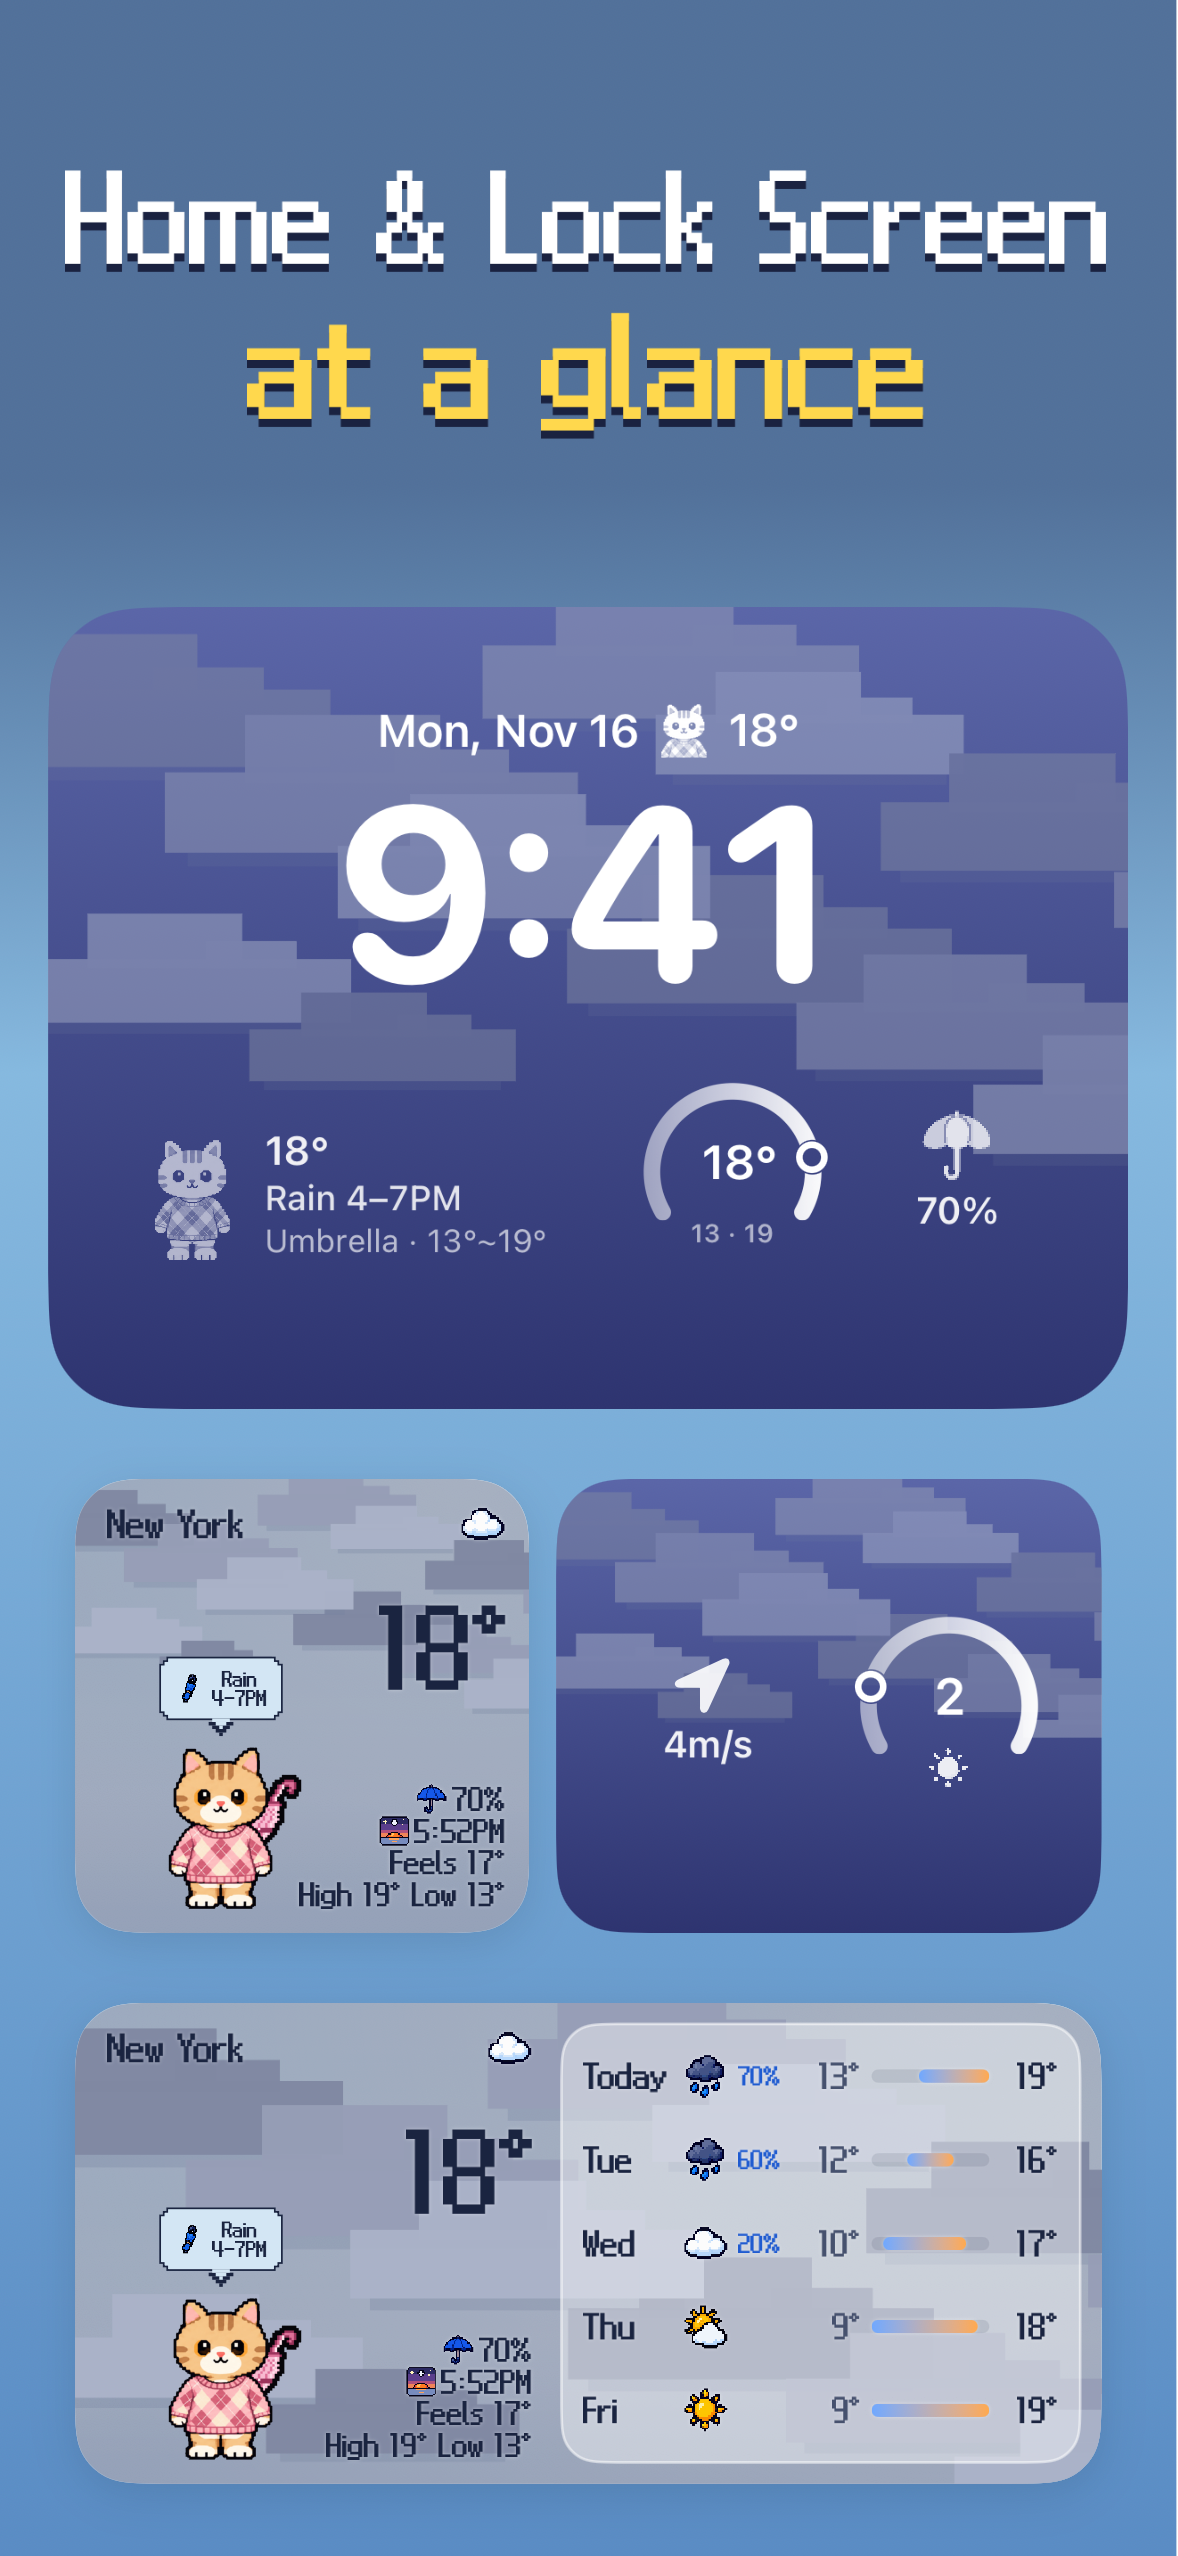 Home & Lock Screen
at a glance
Mon, Nov 16 18°
9:41
18°
Rain 4–7PM
Umbrella · 13°~19°
18°
13 · 19
70%
New York
18°
Rain
4-7PM
70%
5:52PM
Feels 17°
High 19° Low 13°
4m/s
2
New York
18°
Rain
4-7PM
70%
5:52PM
Feels 17°
High 19° Low 13°
Today 70% 13° 19°
Tue 60% 12° 16°
Wed 20% 10° 17°
Thu 9° 18°
Fri 9° 19°